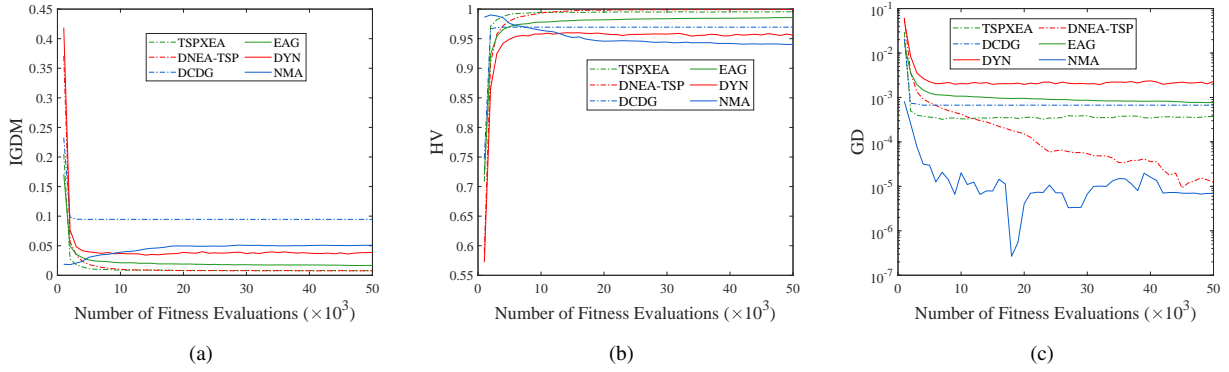 0.45
0.4
0.35
0.3
0.25
0.2
0.15
0.1
0.05
0
IGDM
TSPXEA EAG
DNEA-TSP DYN
DCDG NMA
0 10 20 30 40 50
Number of Fitness Evaluations (×10³)
(a)
1
0.95
0.9
0.85
0.8
0.75
0.7
0.65
0.6
0.55
HV
TSPXEA EAG
DNEA-TSP DYN
DCDG NMA
0 10 20 30 40 50
Number of Fitness Evaluations (×10³)
(b)
10⁻¹
10⁻²
10⁻³
10⁻⁴
10⁻⁵
10⁻⁶
10⁻⁷
GD
TSPXEA DNEA-TSP
DCDG EAG
DYN NMA
0 10 20 30 40 50
Number of Fitness Evaluations (×10³)
(c)